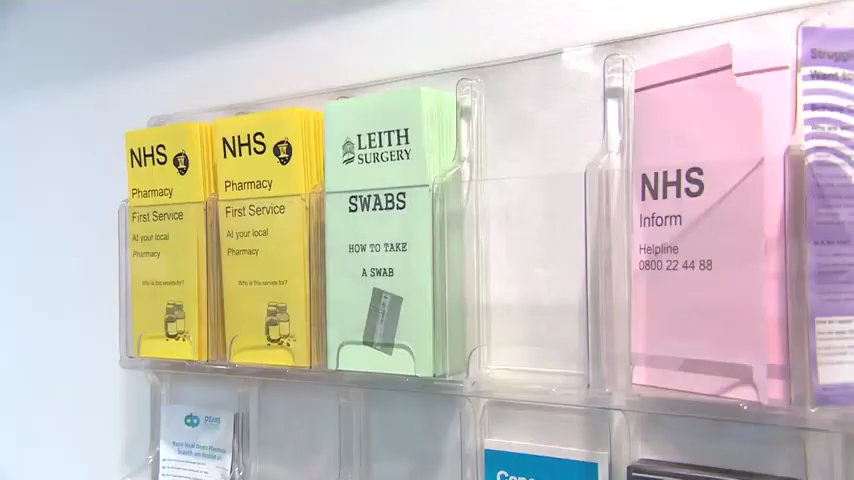 NHS
Pharmacy
First Service
At your local
Pharmacy
Who is this service for?
NHS
Pharmacy
First Service
At your local
Pharmacy
Who is this service for?
LEITH
SURGERY
SWABS
HOW TO TAKE
A SWAB
NHS
Inform
Helpline
0800 22 44 88
Want to